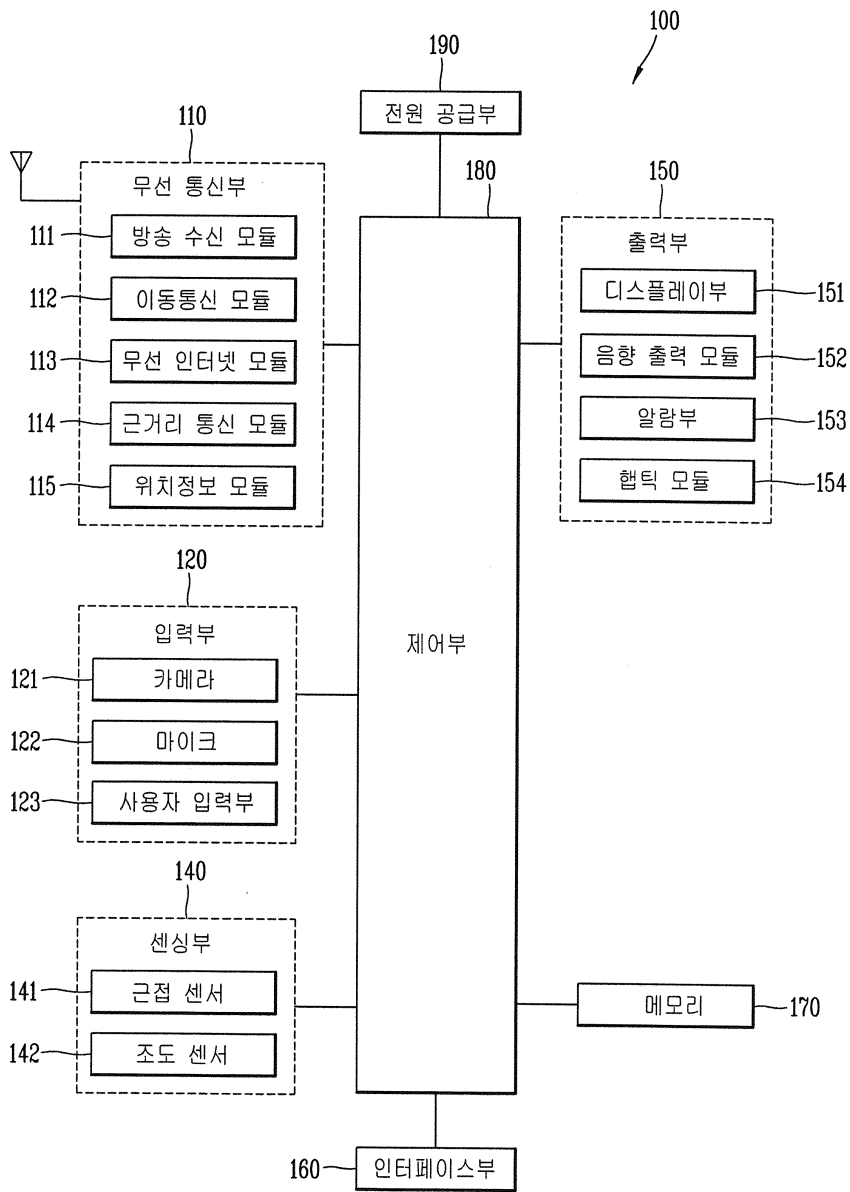 100
190
전원 공급부
110
무선 통신부
111 방송 수신 모듈
112 이동통신 모듈
113 무선 인터넷 모듈
114 근거리 통신 모듈
115 위치정보 모듈
120
입력부
121 카메라
122 마이크
123 사용자 입력부
140
센싱부
141 근접 센서
142 조도 센서
180
제어부
150
출력부
디스플레이부 151
음향 출력 모듈 152
알람부 153
햅틱 모듈 154
메모리 170
160 인터페이스부